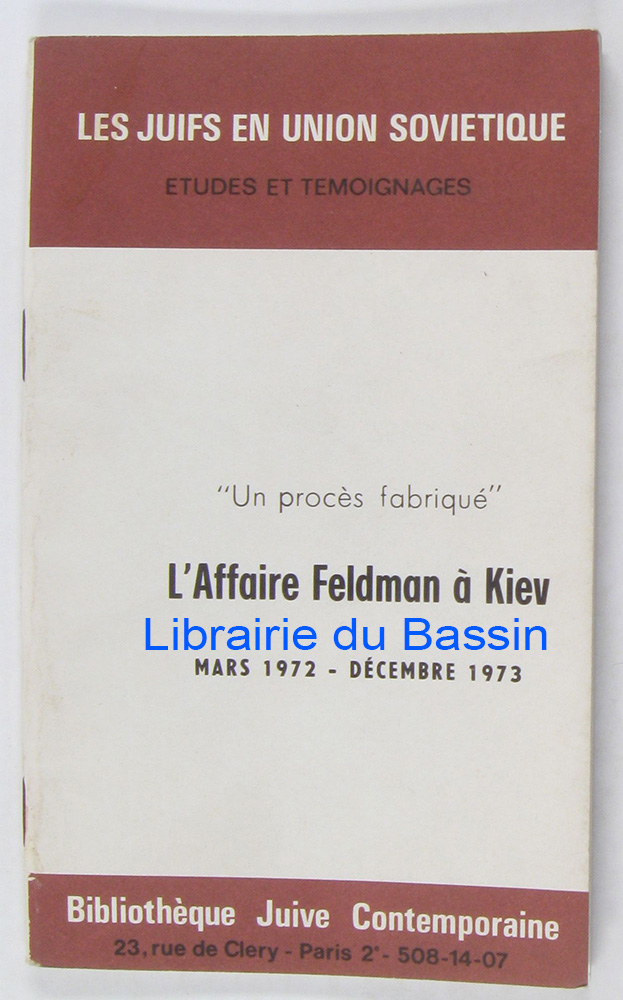 LES JUIFS EN UNION SOVIETIQUE
ETUDES ET TEMOIGNAGES
"Un procès fabriqué"
L'Affaire Feldman à Kiev
Librairie du Bassin
MARS 1972 - DÉCEMBRE 1973
Bibliothèque Juive Contemporaine
23, rue de Clery - Paris 2e - 508-14-07